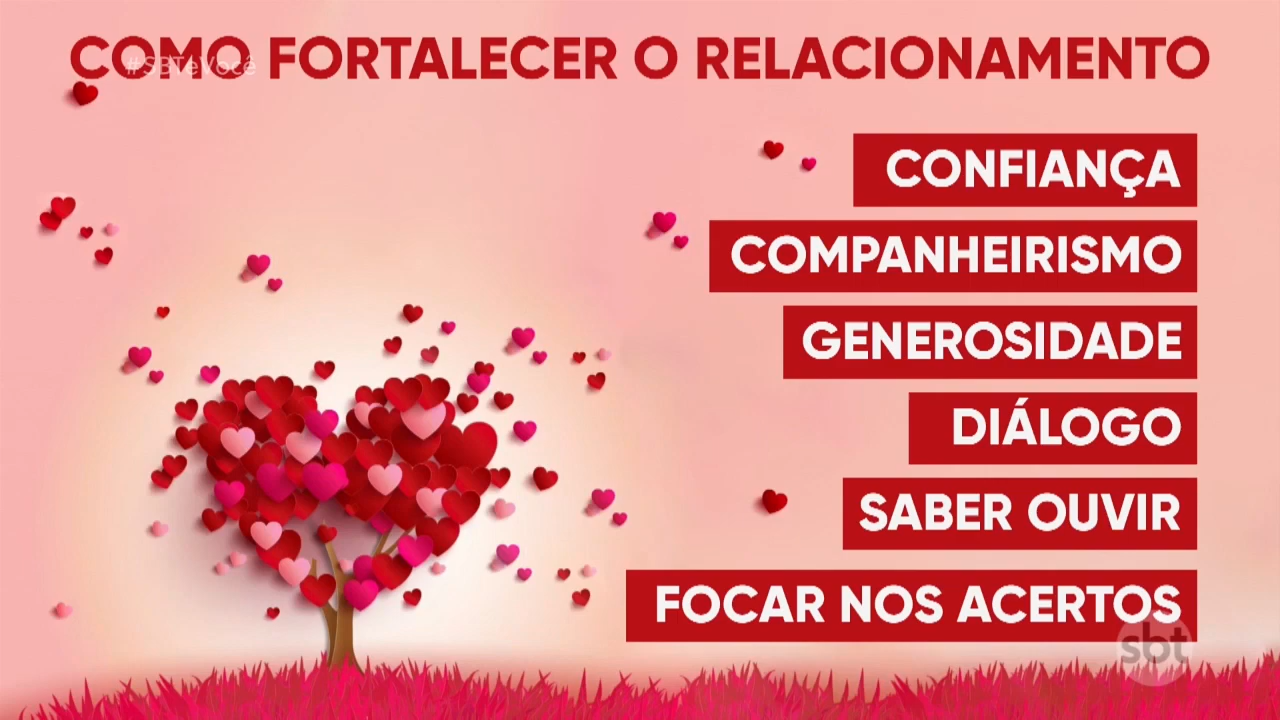 COMO FORTALECER O RELACIONAMENTO
#SBTeVocê
CONFIANÇA
COMPANHEIRISMO
GENEROSIDADE
DIÁLOGO
SABER OUVIR
FOCAR NOS ACERTOS
sbt